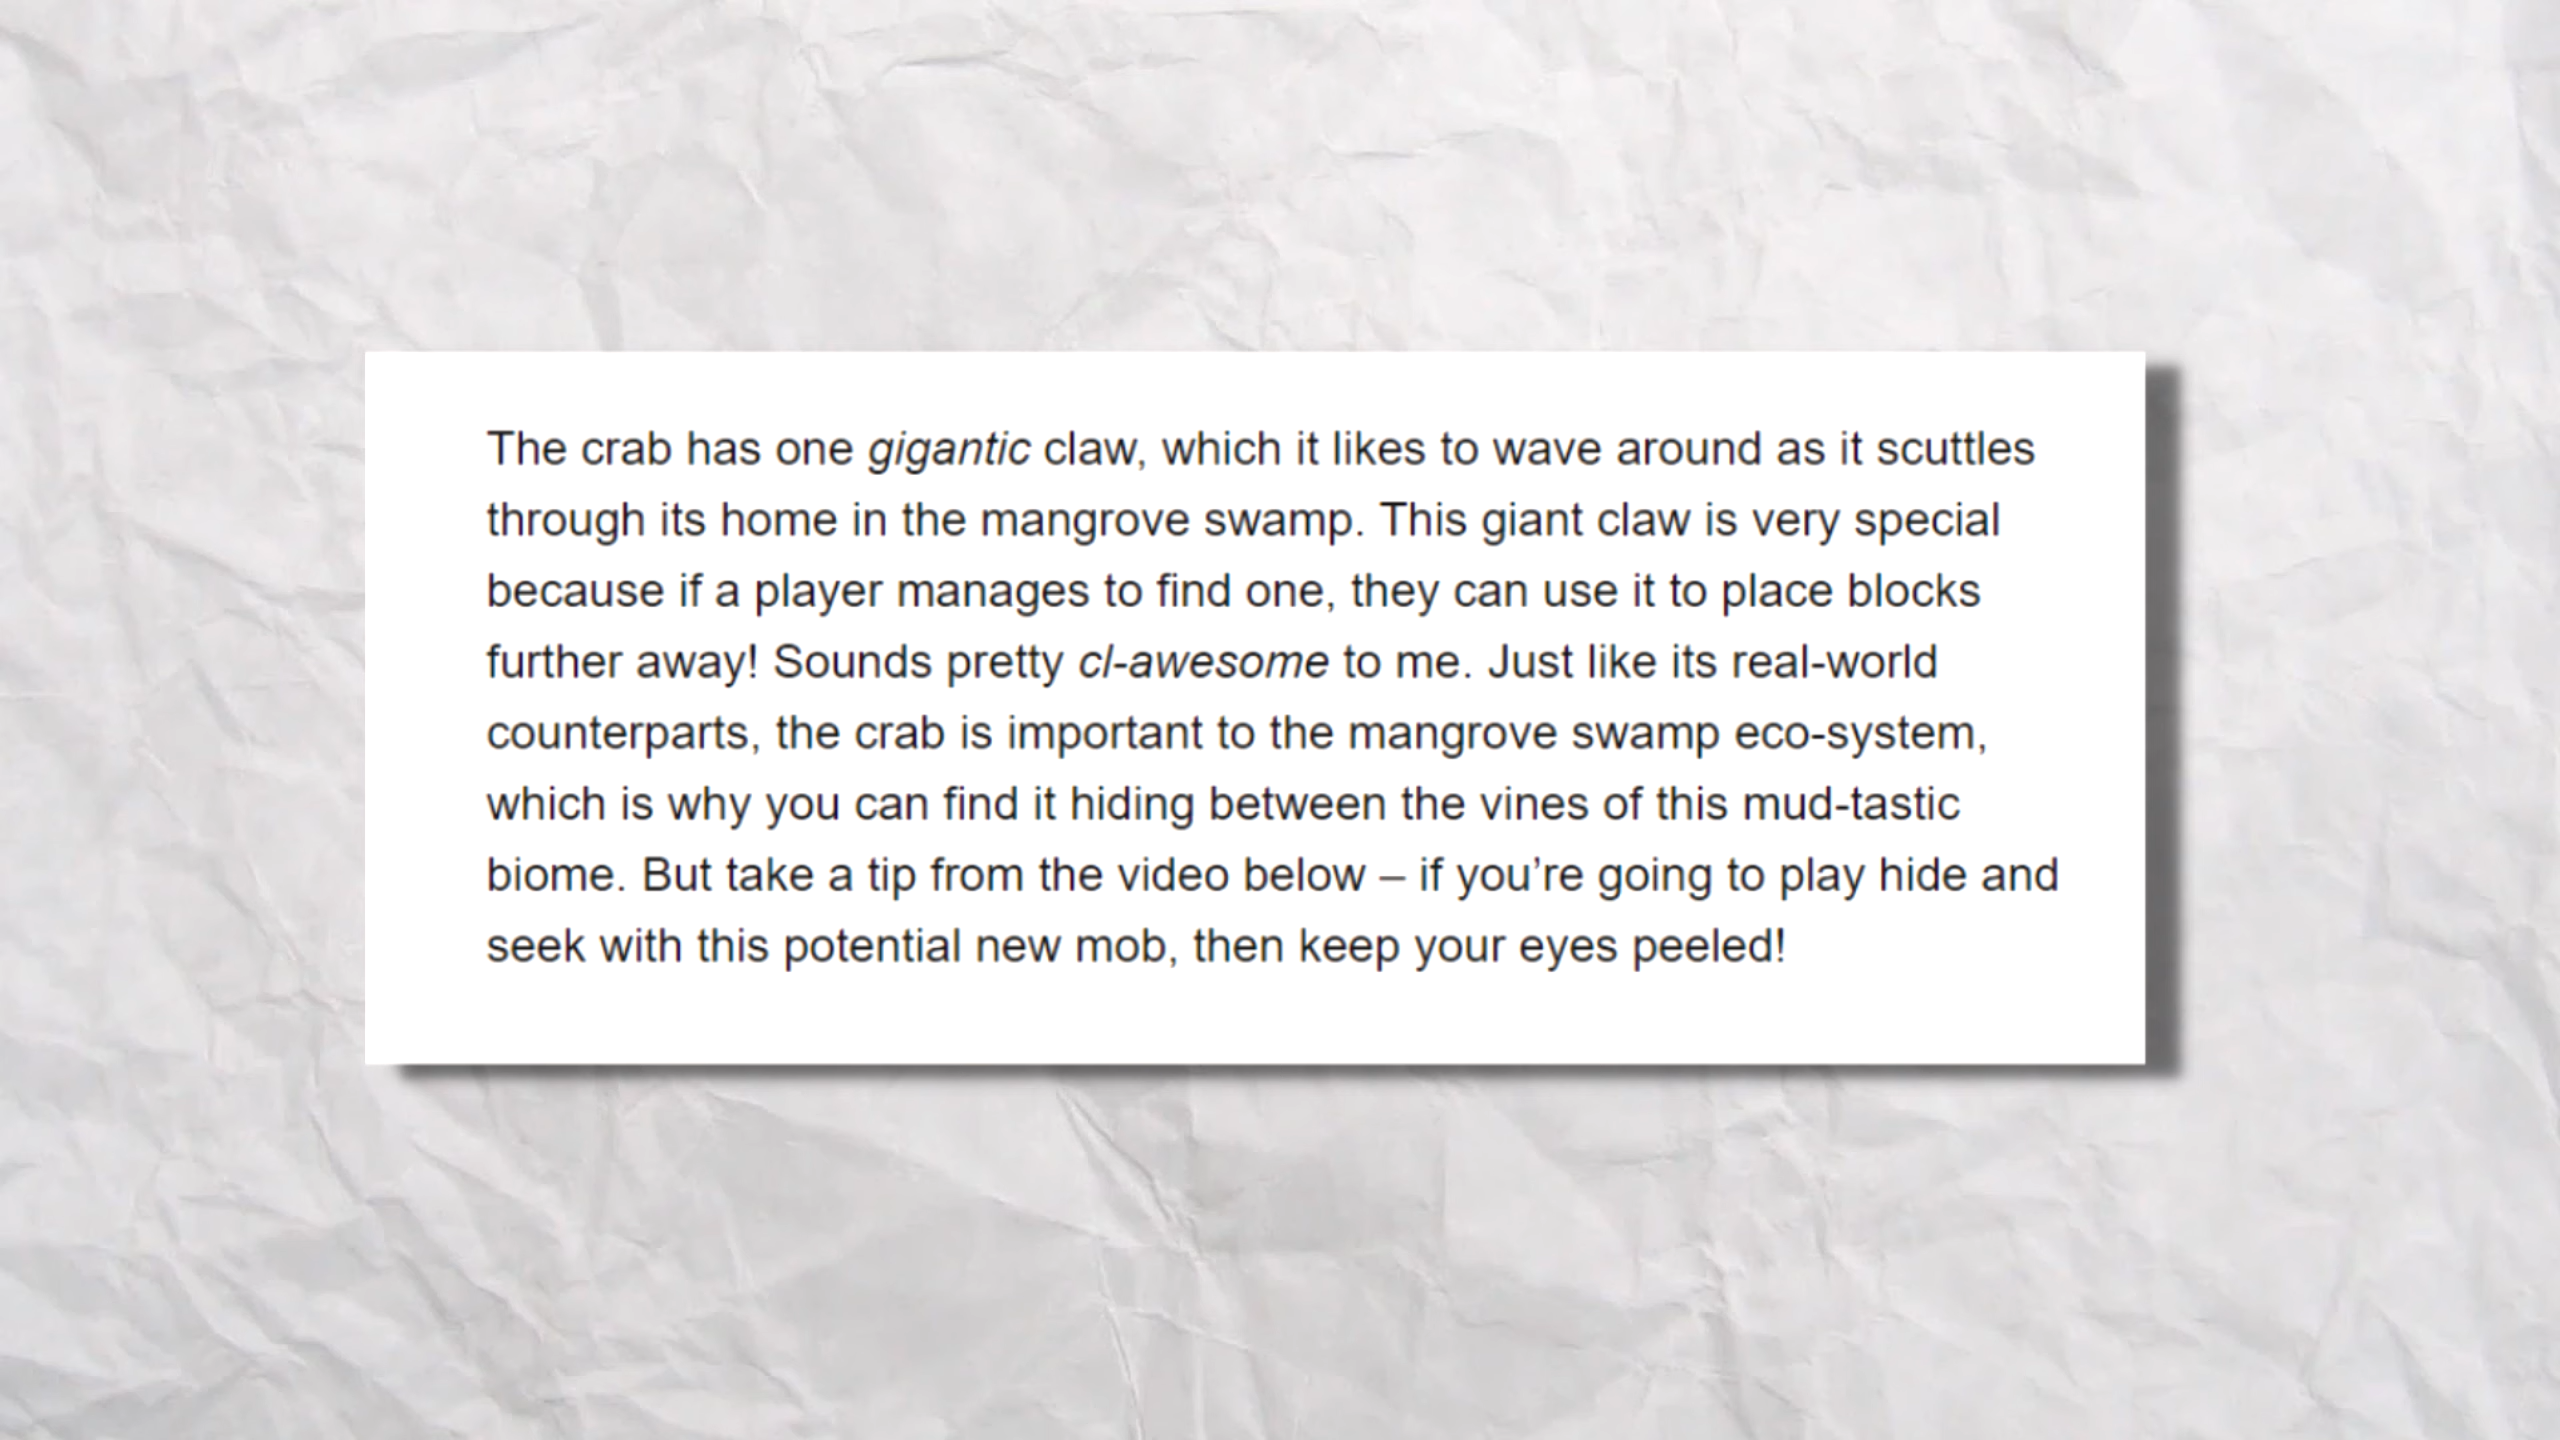 The crab has one gigantic claw, which it likes to wave around as it scuttles
through its home in the mangrove swamp. This giant claw is very special
because if a player manages to find one, they can use it to place blocks
further away! Sounds pretty cl-awesome to me. Just like its real-world
counterparts, the crab is important to the mangrove swamp eco-system,
which is why you can find it hiding between the vines of this mud-tastic
biome. But take a tip from the video below – if you’re going to play hide and
seek with this potential new mob, then keep your eyes peeled!